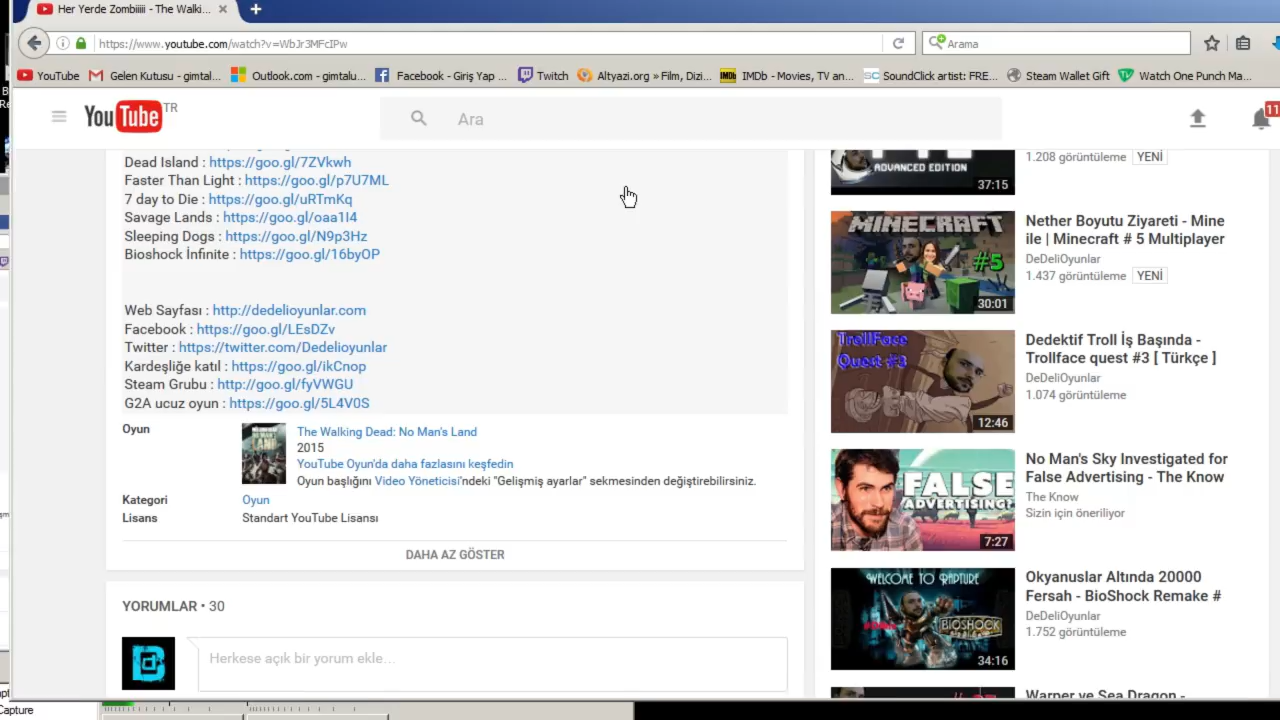 Her Yerde Zombiiiii - The Walki...
https://www.youtube.com/watch?v=WbJr3MFcIPw
Arama
YouTube
Gelen Kutusu - gimtal...
Outlook.com - gimtalu...
Facebook - Giriş Yap ...
Twitch
Altyazi.org » Film, Dizi...
IMDb - Movies, TV an...
SoundClick artist: FRE...
Steam Wallet Gift
Watch One Punch Ma...
YouTube TR
Ara
11
Dead Island : https://goo.gl/7ZVkwh
Faster Than Light : https://goo.gl/p7U7ML
7 day to Die : https://goo.gl/uRTmKq
Savage Lands : https://goo.gl/oaa1I4
Sleeping Dogs : https://goo.gl/N9p3Hz
Bioshock İnfinite : https://goo.gl/16byOP
Web Sayfası : http://dedelioyunlar.com
Facebook : https://goo.gl/LEsDZv
Twitter : https://twitter.com/Dedelioyunlar
Kardeşliğe katıl : https://goo.gl/ikCnop
Steam Grubu : http://goo.gl/fyVWGU
G2A ucuz oyun : https://goo.gl/5L4V0S
Oyun
The Walking Dead: No Man's Land
2015
YouTube Oyun'da daha fazlasını keşfedin
Oyun başlığını Video Yöneticisi'ndeki "Gelişmiş ayarlar" sekmesinden değiştirebilirsiniz.
Kategori
Oyun
Lisans
Standart YouTube Lisansı
DAHA AZ GÖSTER
YORUMLAR • 30
Herkese açık bir yorum ekle...
ADVANCED EDITION
37:15
1.208 görüntüleme YENİ
MINECRAFT
#5
30:01
Nether Boyutu Ziyareti - Mine
ile | Minecraft # 5 Multiplayer
DeDeliOyunlar
1.437 görüntüleme YENİ
TrollFace
Quest #3
12:46
Dedektif Troll İş Başında -
Trollface quest #3 [ Türkçe ]
DeDeliOyunlar
1.074 görüntüleme
FALSE
ADVERTISING?
7:27
No Man's Sky Investigated for
False Advertising - The Know
The Know
Sizin için öneriliyor
WELCOME TO RAPTURE
BIOSHOCK
34:16
Okyanuslar Altında 20000
Fersah - BioShock Remake #
DeDeliOyunlar
1.752 görüntüleme
Warper ve Sea Dragon -
Capture